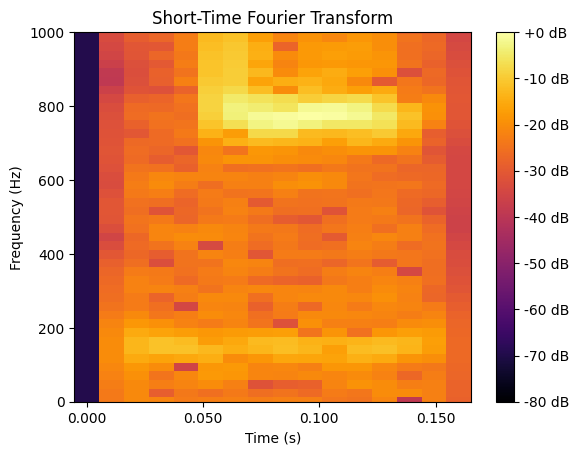 Short-Time Fourier Transform
1000
800
600
400
200
0
Frequency (Hz)
0.000
0.050
0.100
0.150
Time (s)
+0 dB
-10 dB
-20 dB
-30 dB
-40 dB
-50 dB
-60 dB
-70 dB
-80 dB